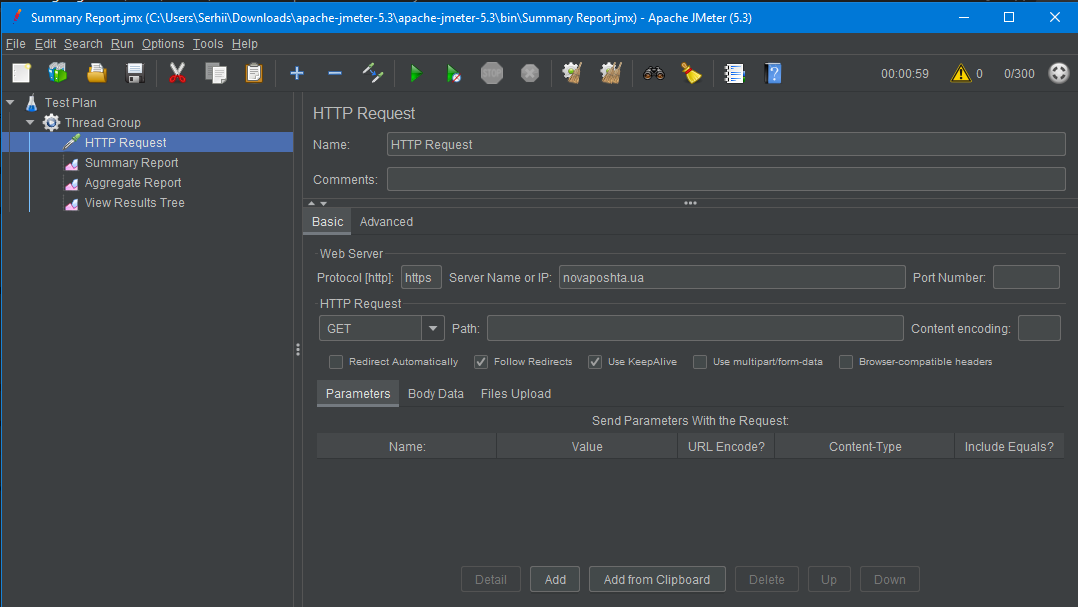 Summary Report.jmx (C:\Users\Serhii\Downloads\apache-jmeter-5.3\apache-jmeter-5.3\bin\Summary Report.jmx) - Apache JMeter (5.3)
File Edit Search Run Options Tools Help
STOP 00:00:59 0 0/300
Test Plan
Thread Group
HTTP Request
Summary Report
Aggregate Report
View Results Tree
HTTP Request
Name: HTTP Request
Comments:
Basic Advanced
Web Server
Protocol [http]: https Server Name or IP: novaposhta.ua Port Number:
HTTP Request
GET Path: Content encoding:
Redirect Automatically Follow Redirects Use KeepAlive Use multipart/form-data Browser-compatible headers
Parameters Body Data Files Upload
Send Parameters With the Request:
Name: Value URL Encode? Content-Type Include Equals?
Detail Add Add from Clipboard Delete Up Down